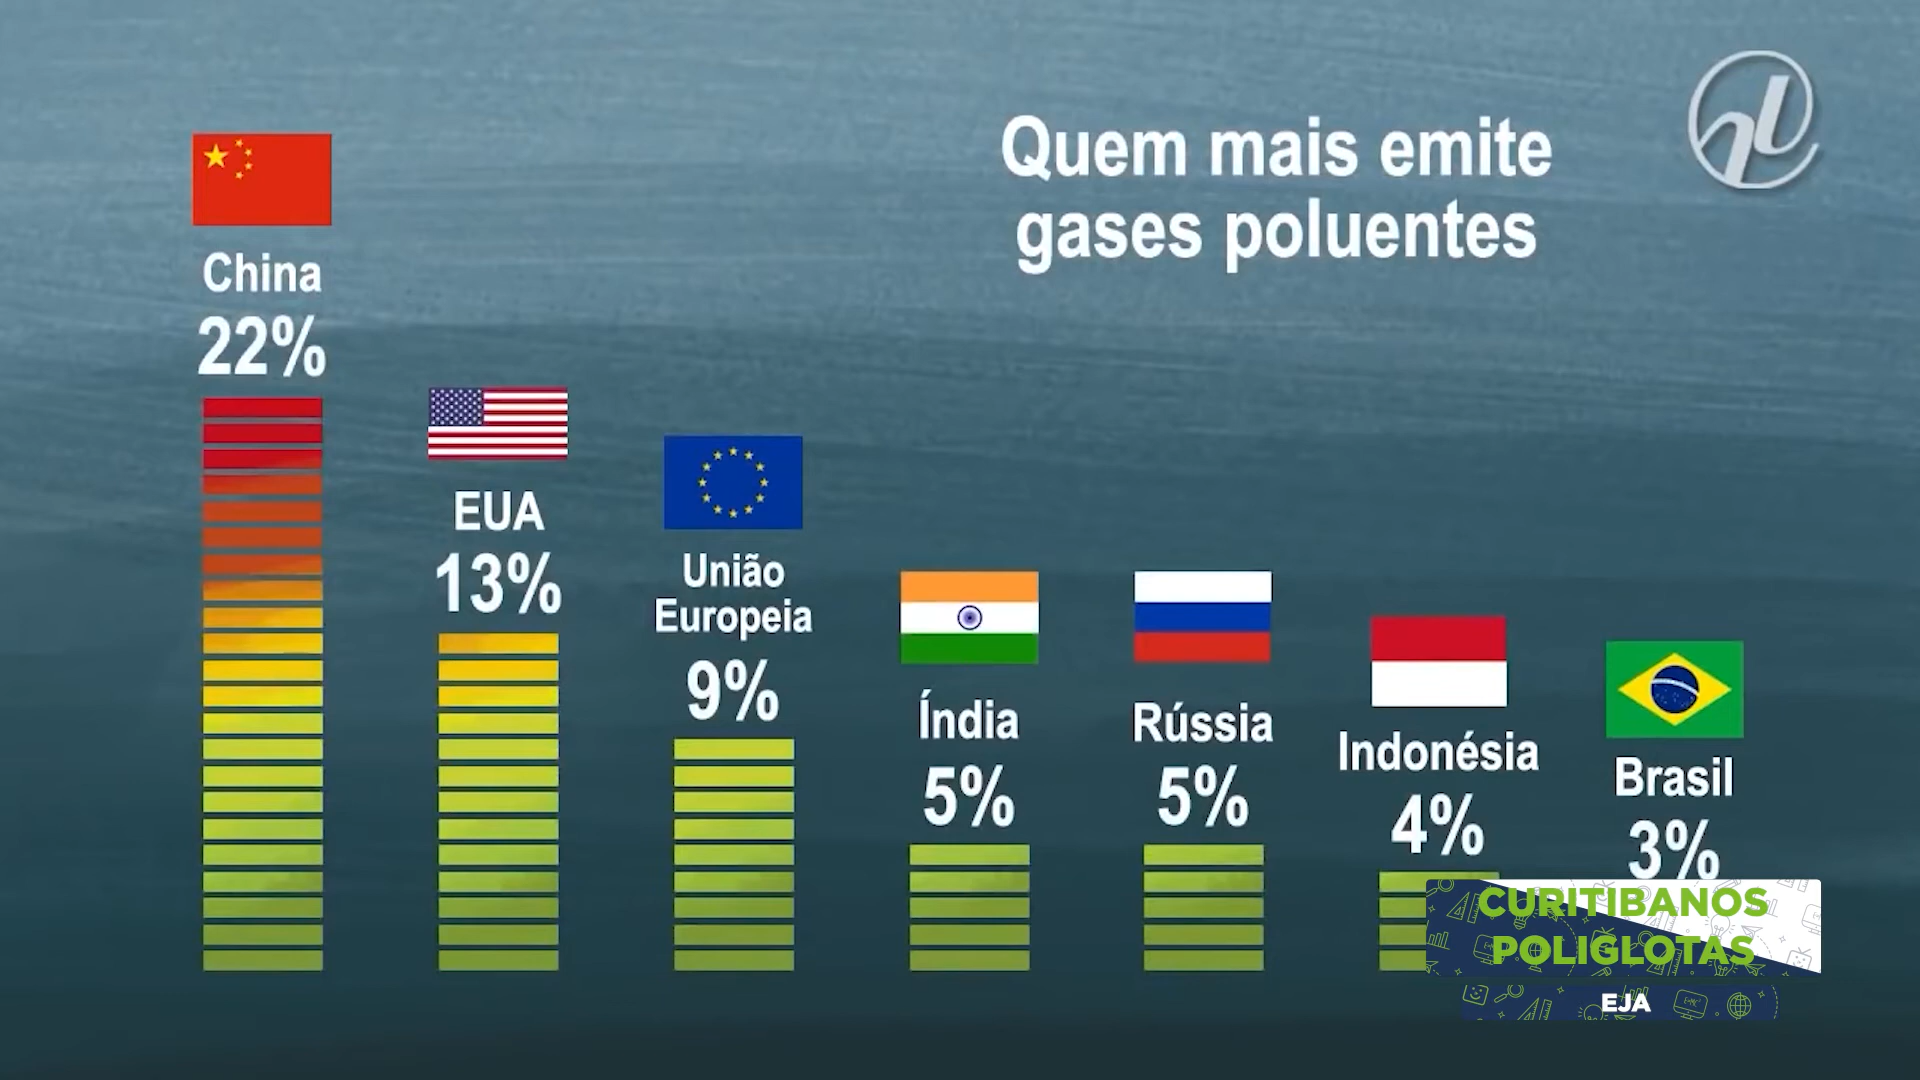 Quem mais emite
gases poluentes
China
22%
EUA
13%
União
Europeia
9%
Índia
5%
Rússia
5%
Indonésia
4%
Brasil
3%
CURITIBANOS
POLIGLOTAS
EJA